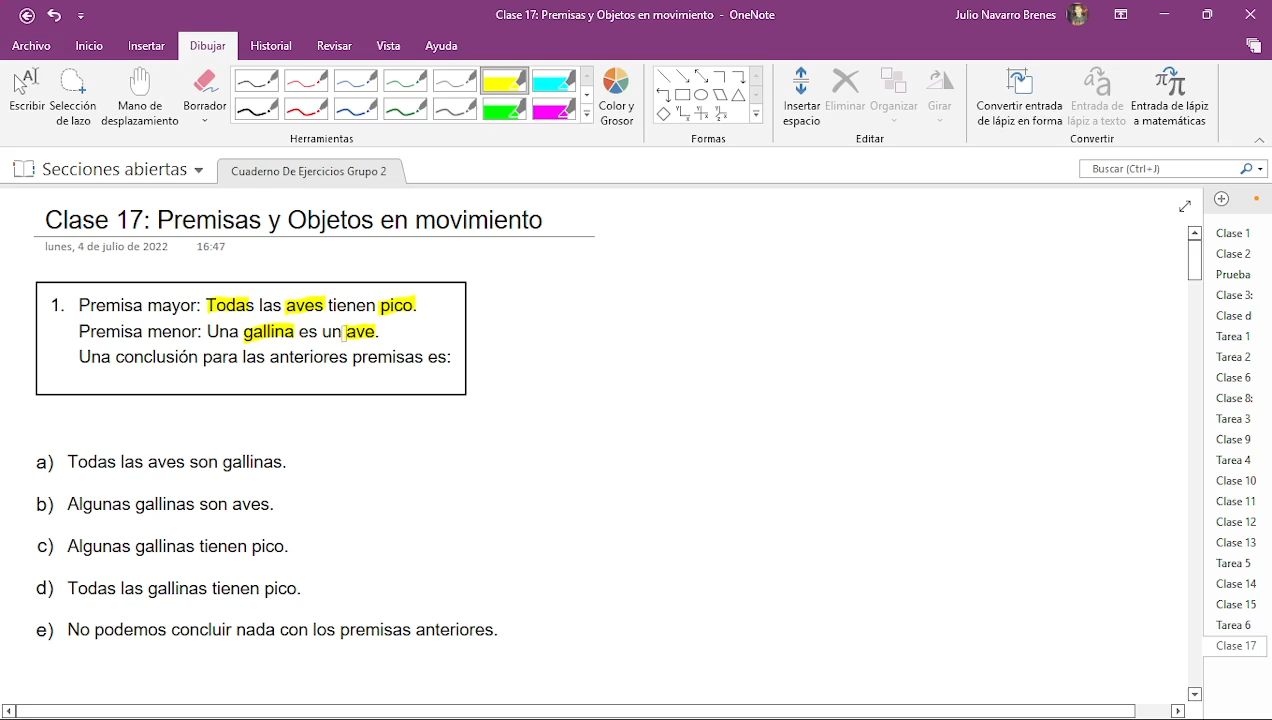 Clase 17: Premisas y Objetos en movimiento - OneNote
Julio Navarro Brenes
Archivo Inicio Insertar Dibujar Historial Revisar Vista Ayuda
Escribir
Selección de lazo
Mano de desplazamiento
Borrador
Herramientas
Color y Grosor
Formas
Insertar espacio
Eliminar
Organizar
Girar
Editar
Convertir entrada de lápiz en forma
Entrada de lápiz a texto
Entrada de lápiz a matemáticas
Convertir
Secciones abiertas
Cuaderno De Ejercicios Grupo 2
Buscar (Ctrl+J)
Clase 17: Premisas y Objetos en movimiento
lunes, 4 de julio de 2022 16:47
1. Premisa mayor: Todas las aves tienen pico.
Premisa menor: Una gallina es un ave.
Una conclusión para las anteriores premisas es:
a) Todas las aves son gallinas.
b) Algunas gallinas son aves.
c) Algunas gallinas tienen pico.
d) Todas las gallinas tienen pico.
e) No podemos concluir nada con los premisas anteriores.
Clase 1
Clase 2
Prueba
Clase 3:
Clase d
Tarea 1
Tarea 2
Clase 6
Clase 8:
Tarea 3
Clase 9
Tarea 4
Clase 10
Clase 11
Clase 12
Clase 13
Tarea 5
Clase 14
Clase 15
Tarea 6
Clase 17